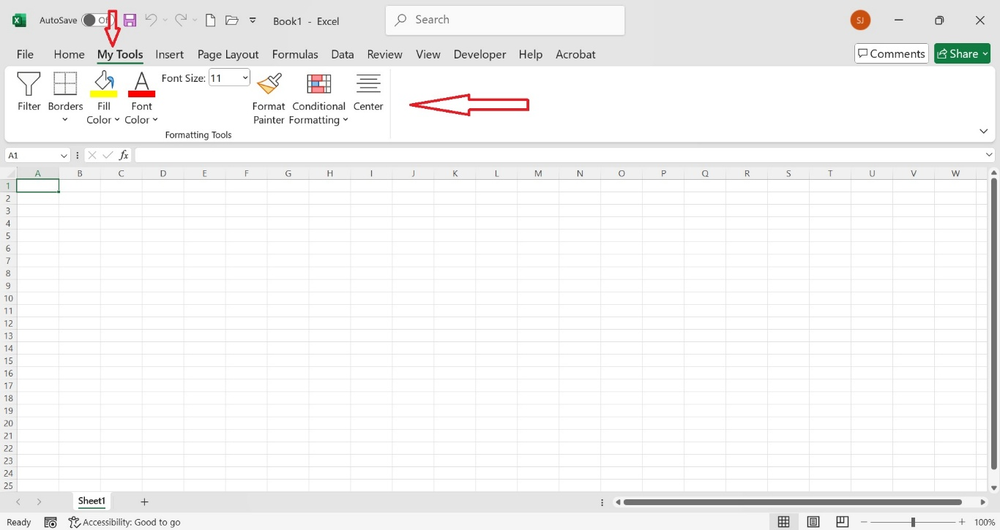 AutoSave Off Book1 - Excel Search SJ
File Home My Tools Insert Page Layout Formulas Data Review View Developer Help Acrobat Comments Share
Font Size: 11
Filter Borders Fill Color Font Color Format Painter Conditional Formatting Center
Formatting Tools
A1 fx
A B C D E F G H I J K L M N O P Q R S T U V W
1
2
3
4
5
6
7
8
9
10
11
12
13
14
15
16
17
18
19
20
21
22
23
24
25
Sheet1
Ready Accessibility: Good to go 100%